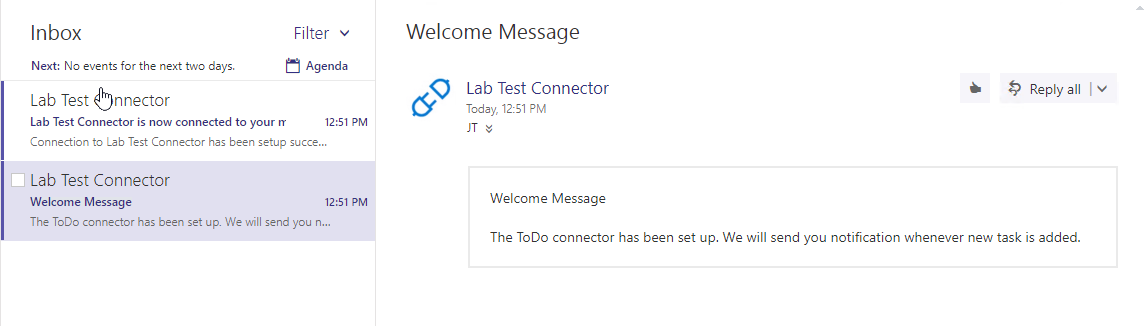 Inbox
Filter
Next: No events for the next two days.
Agenda
Lab Test Connector
Lab Test Connector is now connected to your m
12:51 PM
Connection to Lab Test Connector has been setup succe...
Lab Test Connector
Welcome Message
12:51 PM
The ToDo connector has been set up. We will send you n...
Welcome Message
Lab Test Connector
Today, 12:51 PM
JT
Reply all
Welcome Message
The ToDo connector has been set up. We will send you notification whenever new task is added.